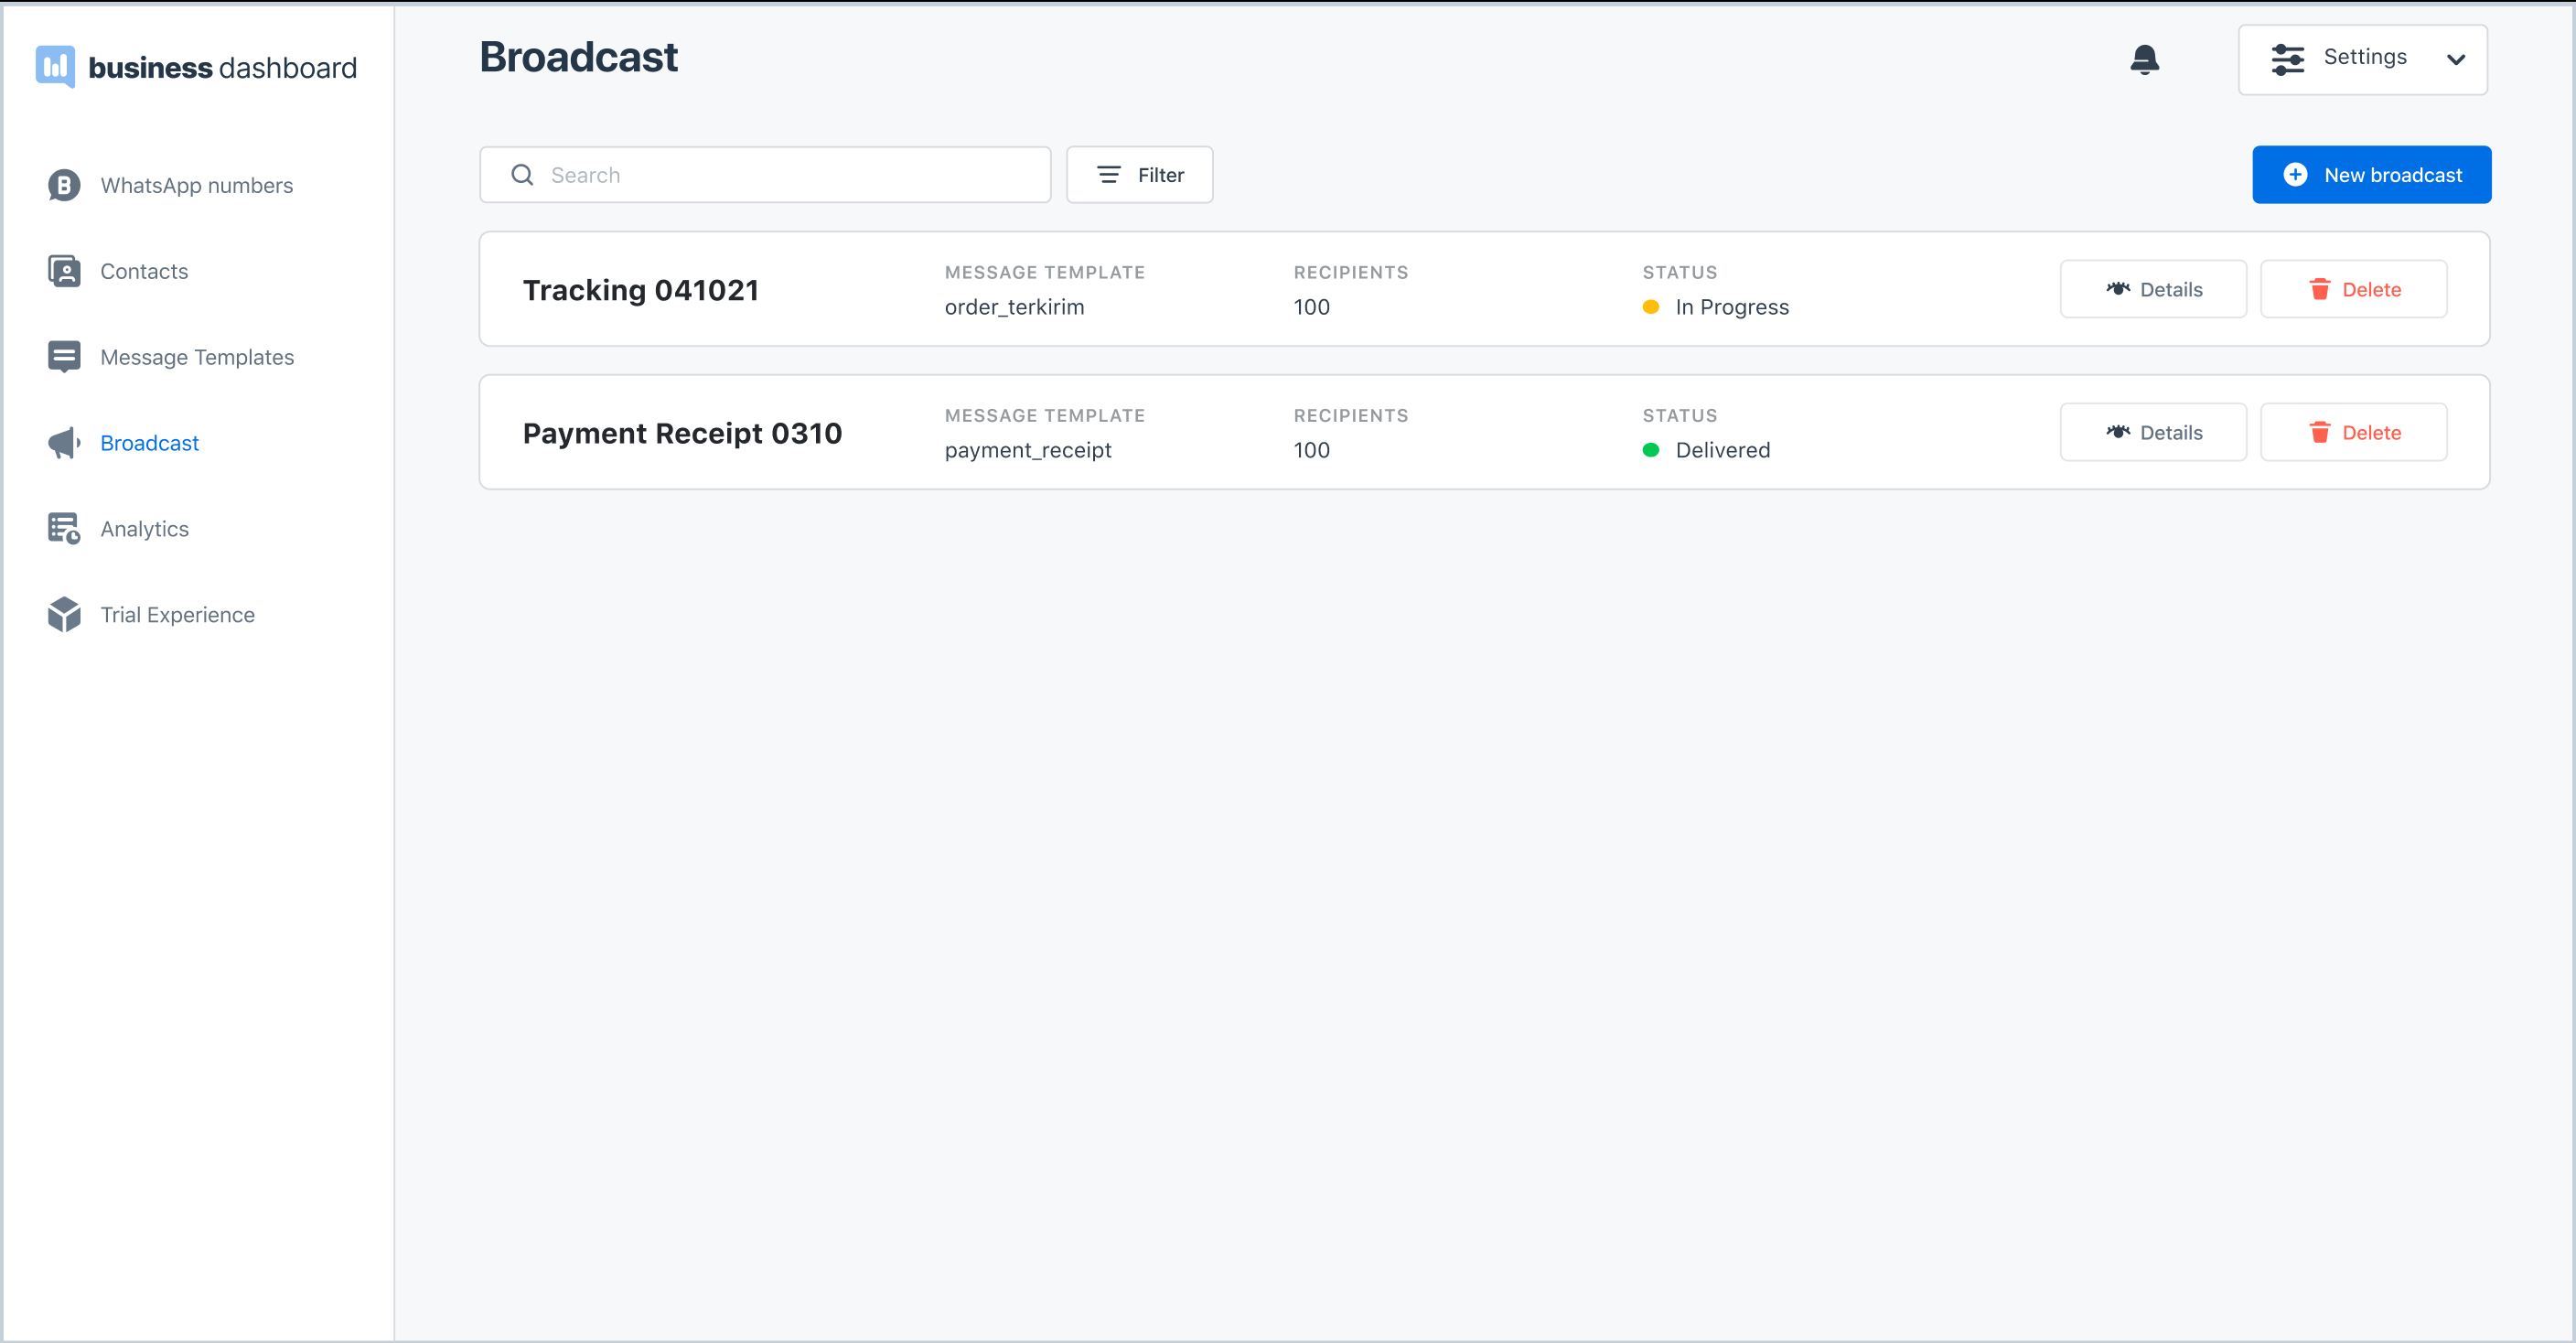 business dashboard
WhatsApp numbers
Contacts
Message Templates
Broadcast
Analytics
Trial Experience
Broadcast
Settings
Search
Filter
New broadcast
Tracking 041021
MESSAGE TEMPLATE
order_terkirim
RECIPIENTS
100
STATUS
In Progress
Details
Delete
Payment Receipt 0310
MESSAGE TEMPLATE
payment_receipt
RECIPIENTS
100
STATUS
Delivered
Details
Delete